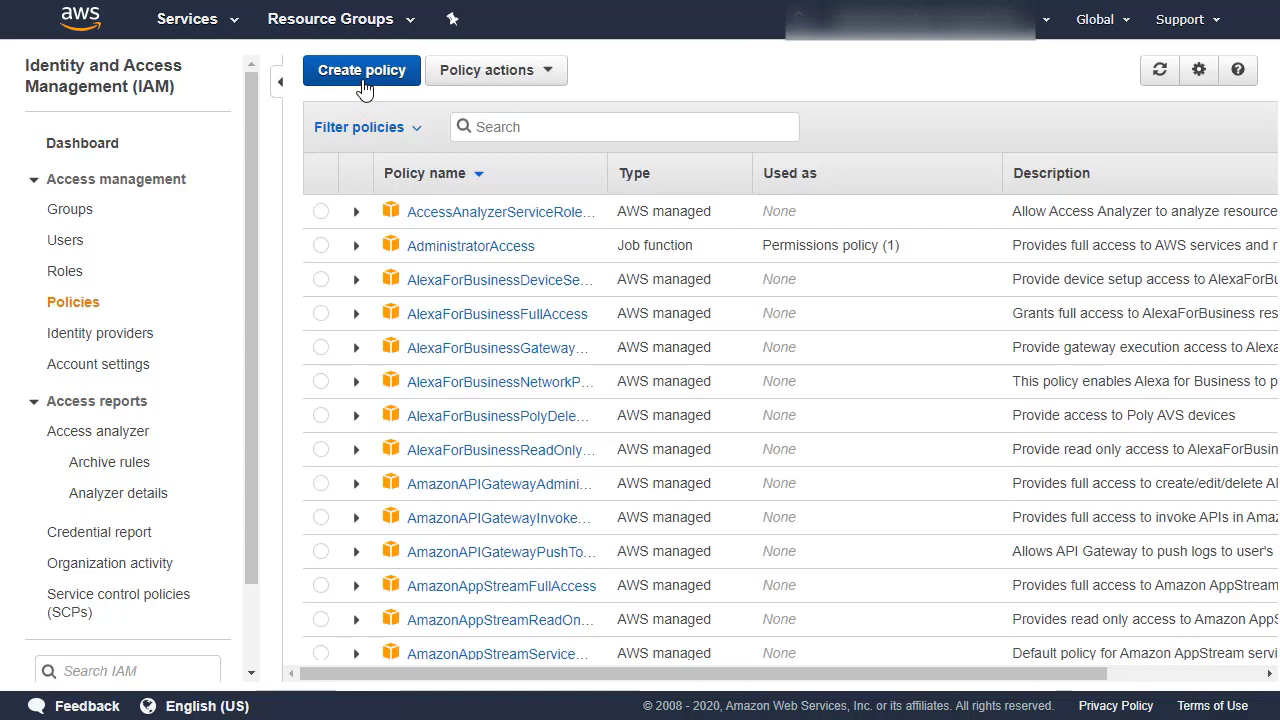 aws
Services
Resource Groups
Global
Support
Identity and Access
Management (IAM)
Dashboard
Access management
Groups
Users
Roles
Policies
Identity providers
Account settings
Access reports
Access analyzer
Archive rules
Analyzer details
Credential report
Organization activity
Service control policies
(SCPs)
Search IAM
Create policy
Policy actions
Filter policies
Search
Policy name Type Used as Description
AccessAnalyzerServiceRole... AWS managed None Allow Access Analyzer to analyze resource
AdministratorAccess Job function Permissions policy (1) Provides full access to AWS services and r
AlexaForBusinessDeviceSe... AWS managed None Provide device setup access to AlexaForBu
AlexaForBusinessFullAccess AWS managed None Grants full access to AlexaForBusiness res
AlexaForBusinessGateway... AWS managed None Provide gateway execution access to Alexa
AlexaForBusinessNetworkP... AWS managed None This policy enables Alexa for Business to p
AlexaForBusinessPolyDele... AWS managed None Provide access to Poly AVS devices
AlexaForBusinessReadOnly... AWS managed None Provide read only access to AlexaForBusin
AmazonAPIGatewayAdmini... AWS managed None Provides full access to create/edit/delete AI
AmazonAPIGatewayInvoke... AWS managed None Provides full access to invoke APIs in Amaz
AmazonAPIGatewayPushTo... AWS managed None Allows API Gateway to push logs to user's
AmazonAppStreamFullAccess AWS managed None Provides full access to Amazon AppStream
AmazonAppStreamReadOn... AWS managed None Provides read only access to Amazon AppS
AmazonAppStreamService... AWS managed None Default policy for Amazon AppStream servi
Feedback
English (US)
© 2008 - 2020, Amazon Web Services, Inc. or its affiliates. All rights reserved.
Privacy Policy
Terms of Use